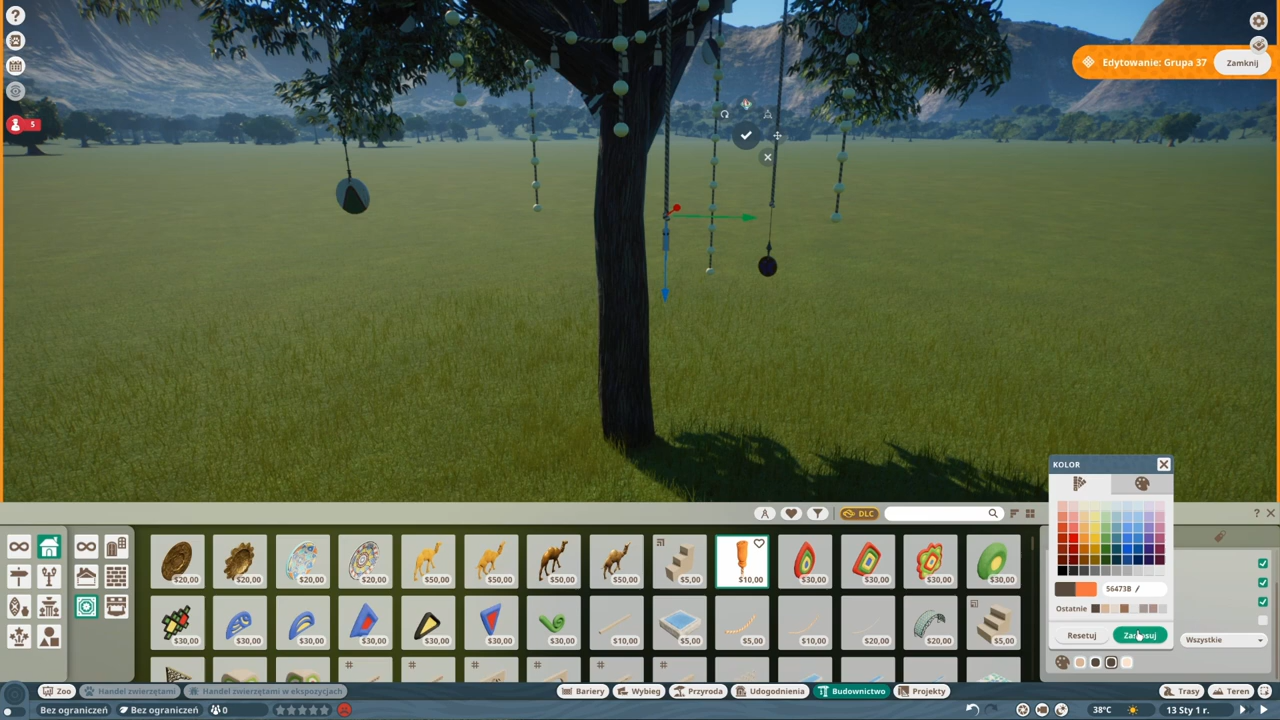 ?
Edytowanie: Grupa 37
Zamknij
5
KOLOR
DLC
?
$20,00
$20,00
$20,00
$20,00
$50,00
$50,00
$50,00
$50,00
$5,00
$10,00
$30,00
$30,00
$30,00
$30,00
56473B
Ostatnie
$30,00
$30,00
$30,00
$30,00
$30,00
$30,00
$30,00
$10,00
$5,00
$5,00
$10,00
$20,00
$20,00
$5,00
Resetuj
Zastosuj
Wszystkie
Zoo
Handel zwierzętami
Handel zwierzętami w ekspozycjach
Bariery
Wybieg
Przyroda
Udogodnienia
Budownictwo
Projekty
Trasy
Teren
Bez ograniczeń
Bez ograniczeń
0
38°C
13 Sty 1 r.